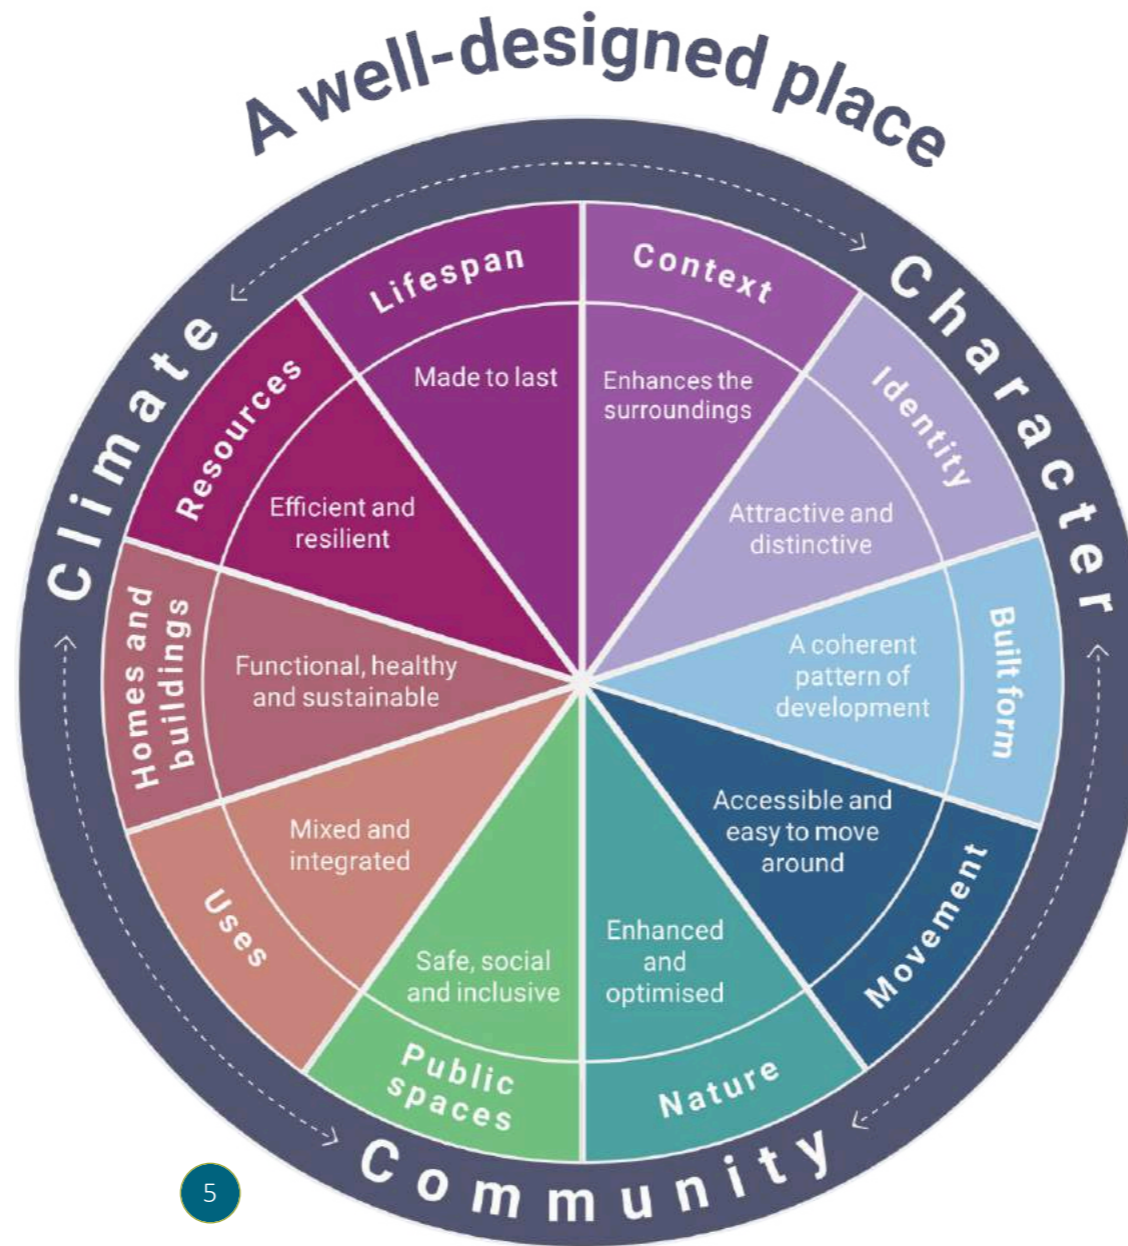 A well-designed place
Climate
Character
Community
Lifespan
Made to last
Context
Enhances the
surroundings
Identity
Attractive and
distinctive
Built form
A coherent
pattern of
development
Movement
Accessible and
easy to move
around
Nature
Enhanced
and
optimised
Public
spaces
Safe, social
and inclusive
Uses
Mixed and
integrated
Homes and
buildings
Functional, healthy
and sustainable
Resources
Efficient and
resilient
5